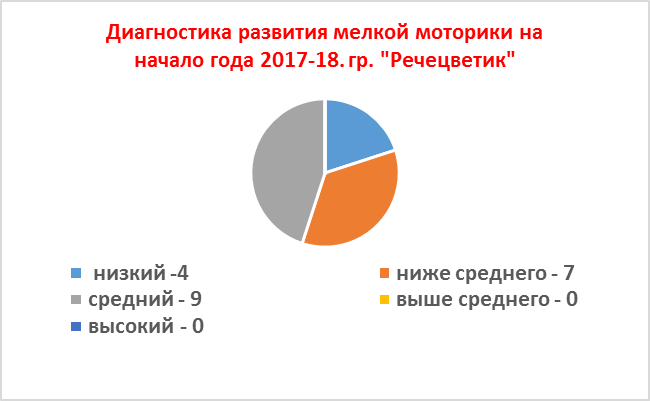 Диагностика развития мелкой моторики на
начало года 2017-18. гр. "Речецветик"
низкий -4
ниже среднего - 7
средний - 9
выше среднего - 0
высокий - 0